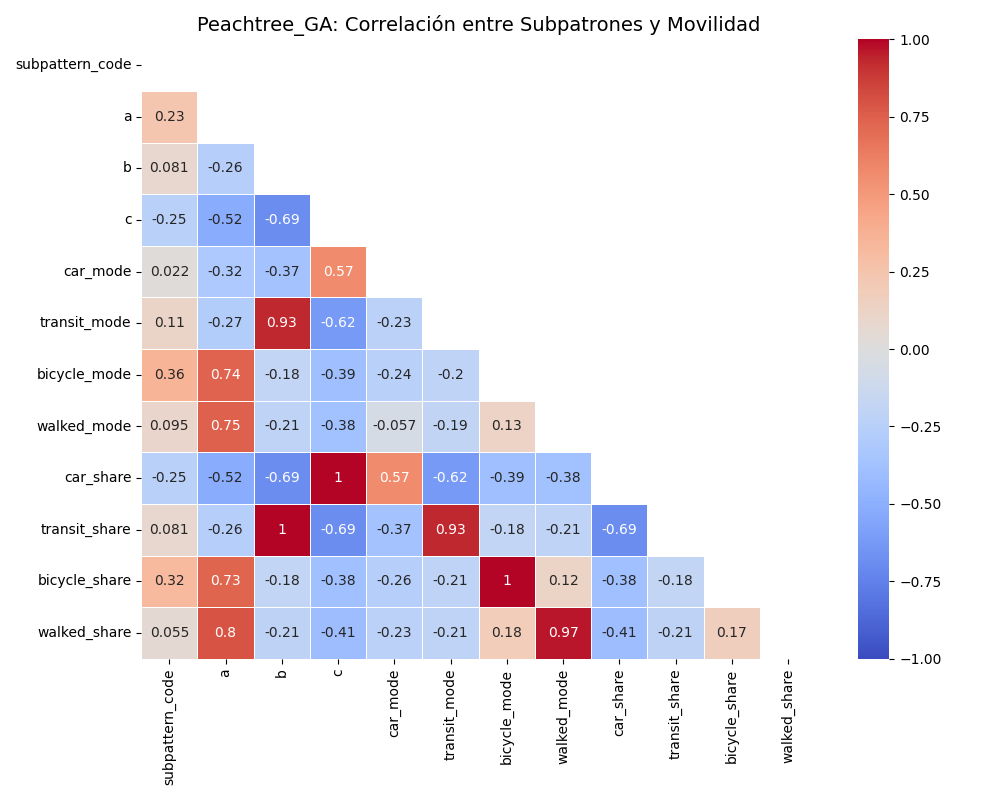 Peachtree_GA: Correlación entre Subpatrones y Movilidad
subpattern_code
a 0.23
b 0.081 -0.26
c -0.25 -0.52 -0.69
car_mode 0.022 -0.32 -0.37 0.57
transit_mode 0.11 -0.27 0.93 -0.62 -0.23
bicycle_mode 0.36 0.74 -0.18 -0.39 -0.24 -0.2
walked_mode 0.095 0.75 -0.21 -0.38 -0.057 -0.19 0.13
car_share -0.25 -0.52 -0.69 1 0.57 -0.62 -0.39 -0.38
transit_share 0.081 -0.26 1 -0.69 -0.37 0.93 -0.18 -0.21 -0.69
bicycle_share 0.32 0.73 -0.18 -0.38 -0.26 -0.21 1 0.12 -0.38 -0.18
walked_share 0.055 0.8 -0.21 -0.41 -0.23 -0.21 0.18 0.97 -0.41 -0.21 0.17
subpattern_code a b c car_mode transit_mode bicycle_mode walked_mode car_share transit_share bicycle_share walked_share
1.00
0.75
0.50
0.25
0.00
−0.25
−0.50
−0.75
−1.00